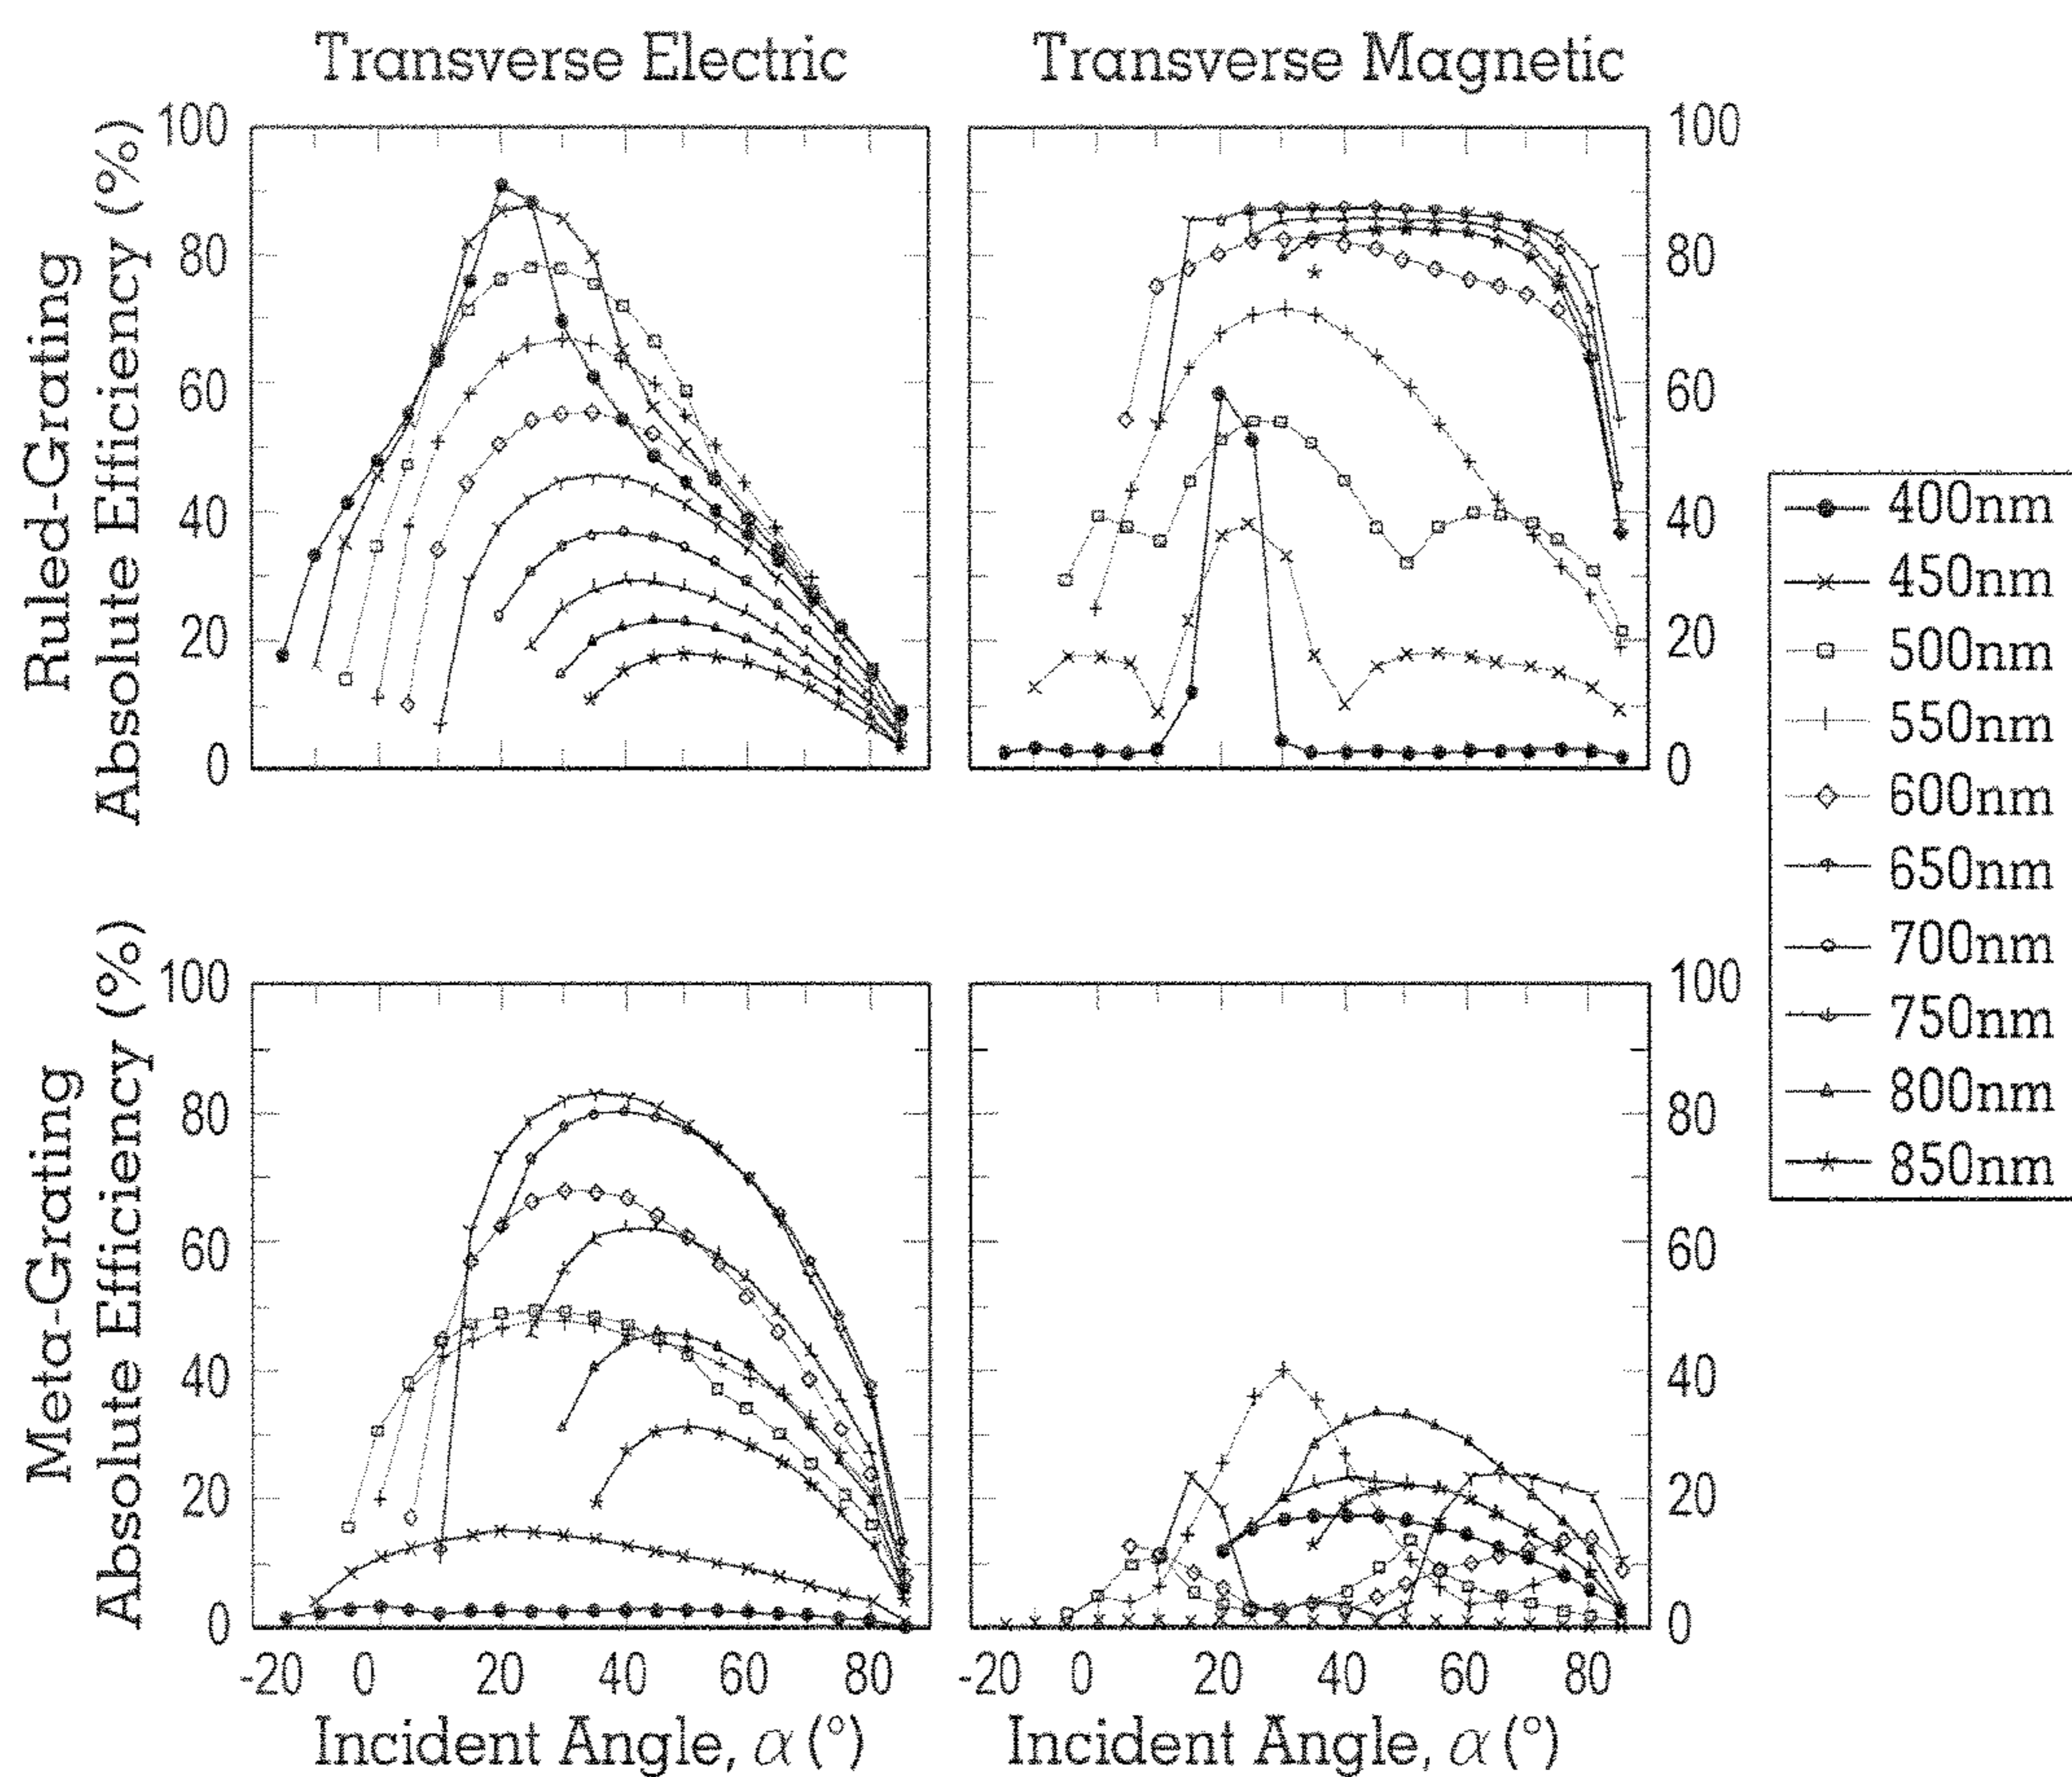 Transverse Electric
Transverse Magnetic
Ruled-Grating
Absolute Efficiency (%)
100
80
60
40
20
0
100
80
60
40
20
0
400nm
450nm
500nm
550nm
600nm
650nm
700nm
750nm
800nm
850nm
Meta-Grating
Absolute Efficiency (%)
100
80
60
40
20
0
100
80
60
40
20
0
-20 0 20 40 60 80
-20 0 20 40 60 80
Incident Angle, α (°)
Incident Angle, α (°)